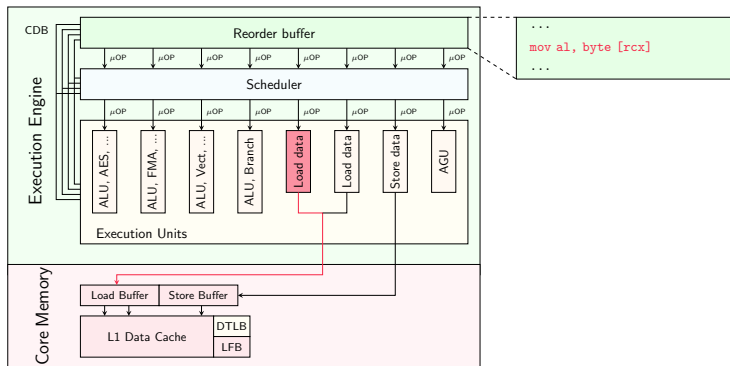 CDB
Reorder buffer
...
mov al, byte [rcx]
...
μOP μOP μOP μOP μOP μOP μOP μOP
Scheduler
μOP μOP μOP μOP μOP μOP μOP μOP
Execution Engine
ALU, AES, ...
ALU, FMA, ...
ALU, Vect, ...
ALU, Branch
Load data
Load data
Store data
AGU
Execution Units
Core Memory
Load Buffer
Store Buffer
L1 Data Cache
DTLB
LFB